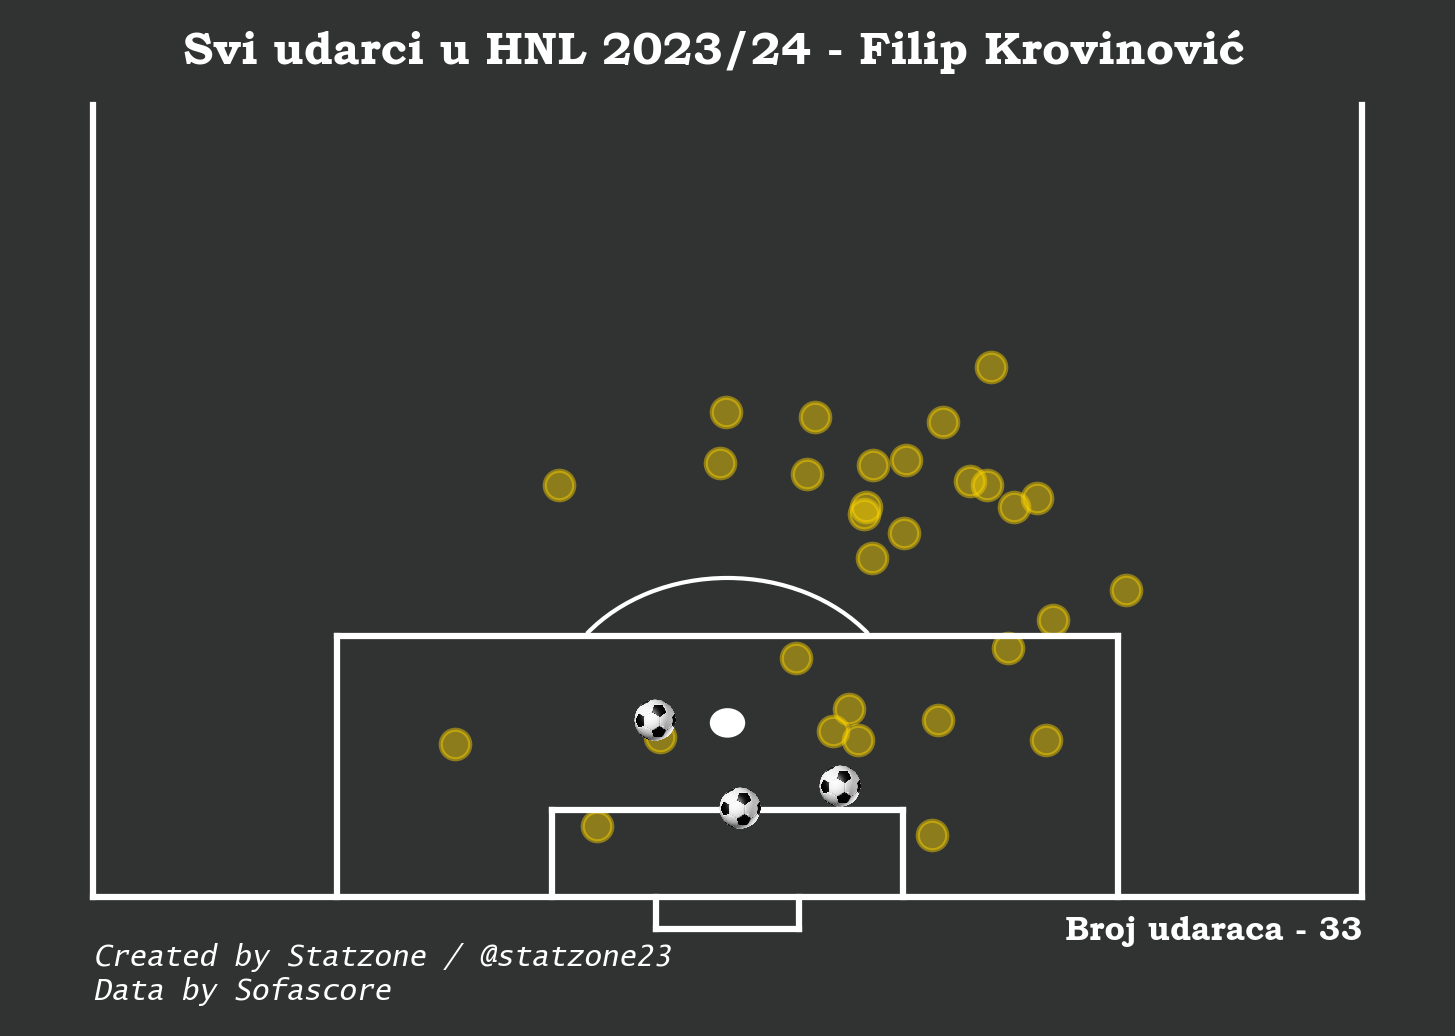 Svi udarci u HNL 2023/24 - Filip Krovinović
Broj udaraca - 33
Created by Statzone / @statzone23
Data by Sofascore